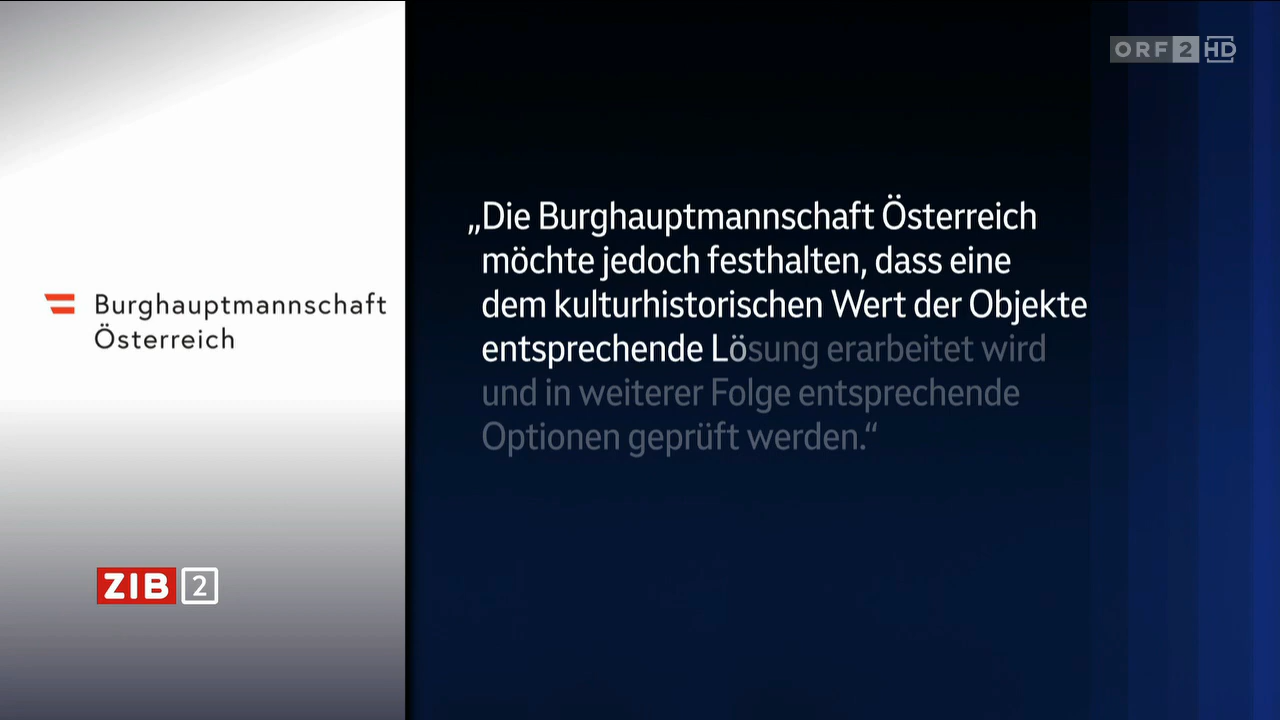 ORF 2 HD
„Die Burghauptmannschaft Österreich
möchte jedoch festhalten, dass eine
dem kulturhistorischen Wert der Objekte
entsprechende Lösung erarbeitet wird
und in weiterer Folge entsprechende
Optionen geprüft werden.“
Burghauptmannschaft
Österreich
ZIB 2